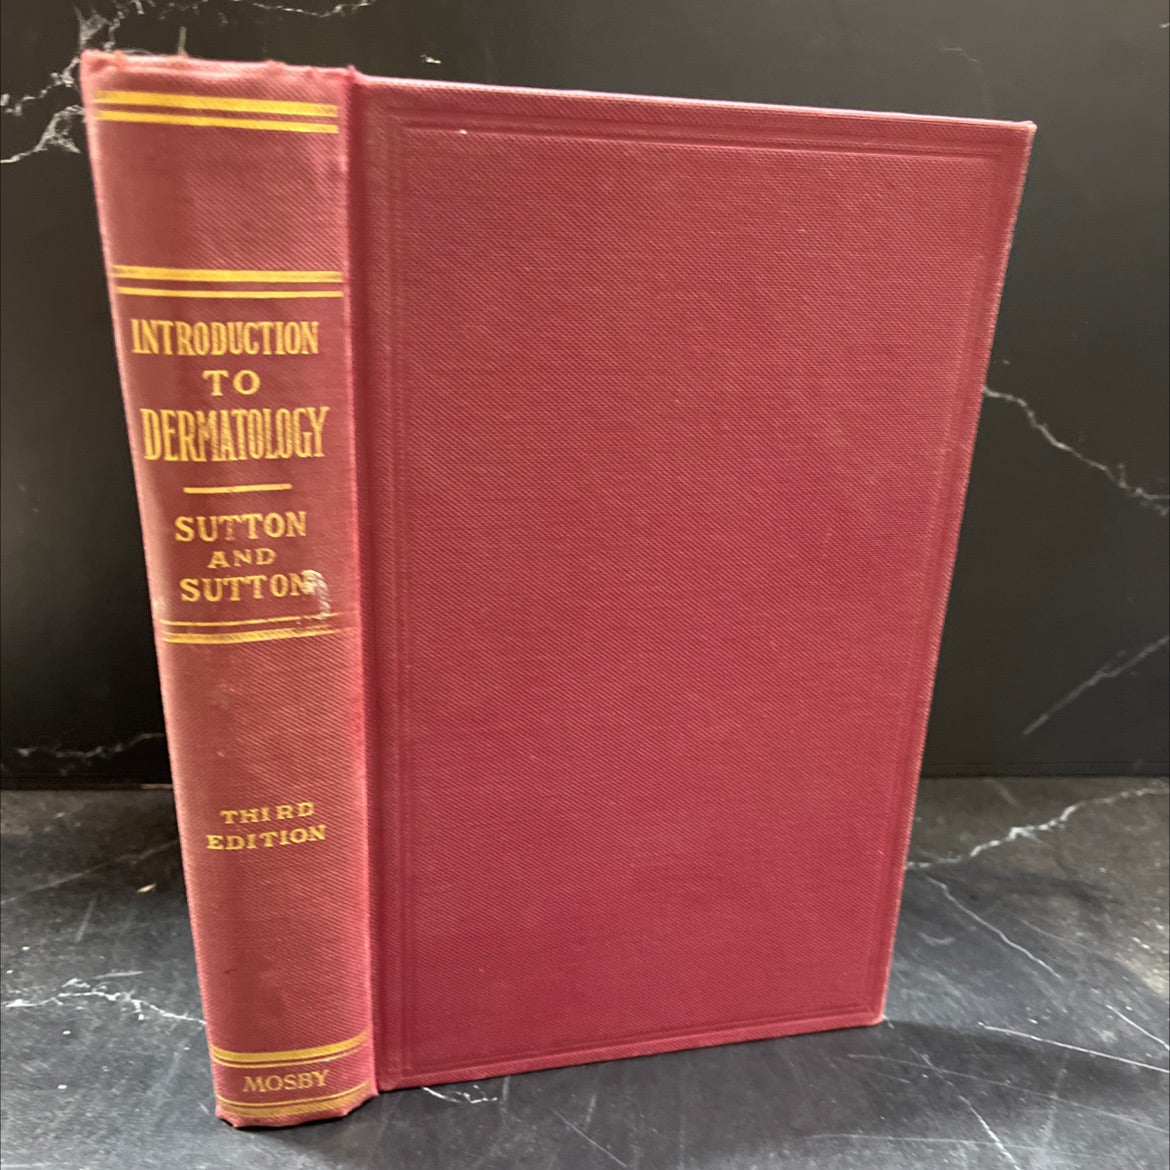 INTRODUCTION
TO
DERMATOLOGY
SUTTON
AND
SUTTON
THIRD
EDITION
MOSBY